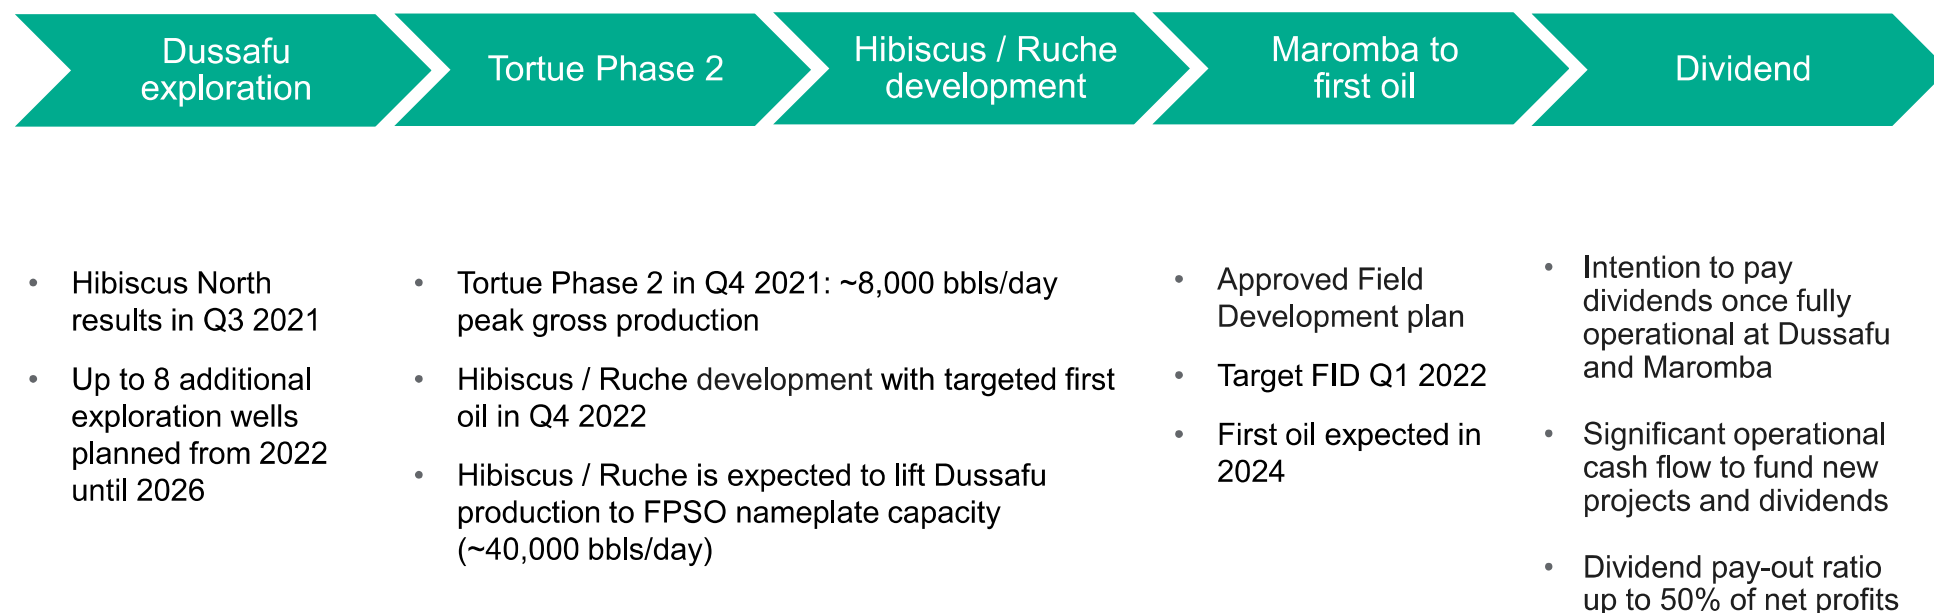 Dussafu
exploration
Tortue Phase 2
Hibiscus / Ruche
development
Maromba to
first oil
Dividend
• Hibiscus North
results in Q3 2021
• Up to 8 additional
exploration wells
planned from 2022
until 2026
• Tortue Phase 2 in Q4 2021: ~8,000 bbls/day
peak gross production
• Hibiscus / Ruche development with targeted first
oil in Q4 2022
• Hibiscus / Ruche is expected to lift Dussafu
production to FPSO nameplate capacity
(~40,000 bbls/day)
• Approved Field
Development plan
• Target FID Q1 2022
• First oil expected in
2024
• Intention to pay
dividends once fully
operational at Dussafu
and Maromba
• Significant operational
cash flow to fund new
projects and dividends
• Dividend pay-out ratio
up to 50% of net profits